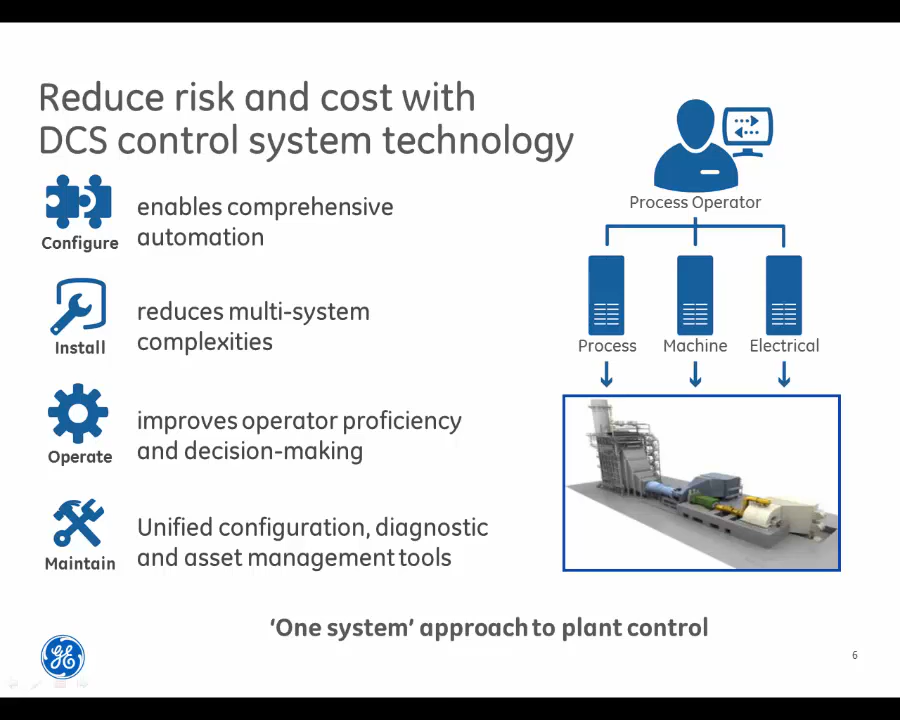 Reduce risk and cost with
DCS control system technology
Configure
enables comprehensive
automation
Install
reduces multi-system
complexities
Operate
improves operator proficiency
and decision-making
Maintain
Unified configuration, diagnostic
and asset management tools
Process Operator
Process
Machine
Electrical
‘One system’ approach to plant control
GE
6